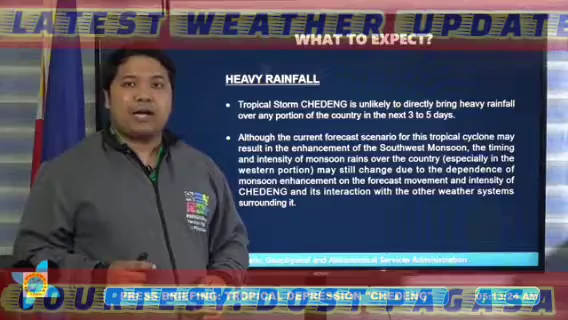 LATEST WEATHER UPDATE
WHAT TO EXPECT?
HEAVY RAINFALL
• Tropical Storm CHEDENG is unlikely to directly bring heavy rainfall
over any portion of the country in the next 3 to 5 days.
• Although the current forecast scenario for this tropical cyclone may
result in the enhancement of the Southwest Monsoon, the timing
and intensity of monsoon rains over the country (especially in the
western portion) may still change due to the dependence of
monsoon enhancement on the forecast movement and intensity of
CHEDENG and its interaction with the other weather systems
surrounding it.
Geophysical and Astronomical Services Administration
PRESS BRIEFING: TROPICAL DEPRESSION "CHEDENG"
05:13:24 AM
COURTESY:DOST PAGASA